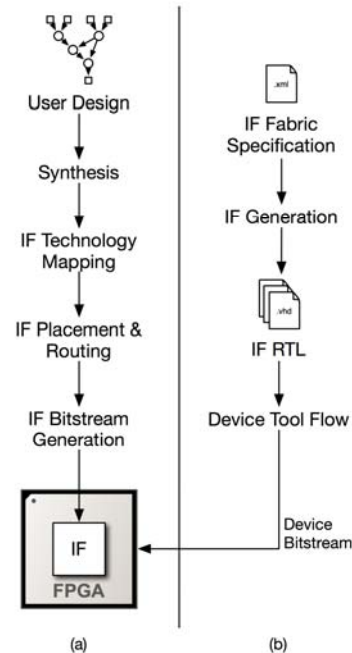 User Design
Synthesis
IF Technology
Mapping
IF Placement &
Routing
IF Bitstream
Generation
IF
FPGA
(a)
.xml
IF Fabric
Specification
IF Generation
.vhd
IF RTL
Device Tool Flow
Device
Bitstream
(b)